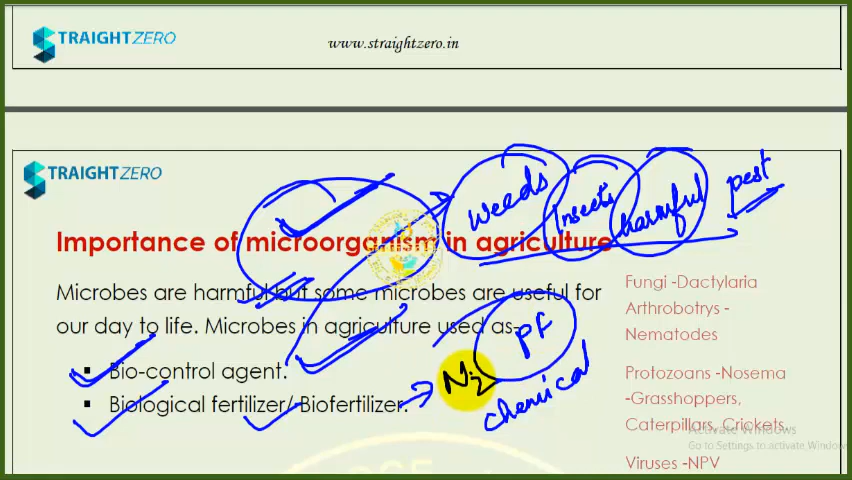 STRAIGHTZERO
www.straightzero.in
STRAIGHTZERO
weeds Insects harmful pest
Importance of microorganism in agriculture
Microbes are harmful but some microbes are useful for
our day to life. Microbes in agriculture used as-
▪ Bio-control agent.
▪ Biological fertilizer/ Biofertilizer.
N2 PF
chemical
Fungi -Dactylaria
Arthrobotrys -
Nematodes
Protozoans -Nosema
-Grasshoppers,
Caterpillars, Crickets.
Viruses -NPV
Activate Windows
Go to Settings to activate Windows